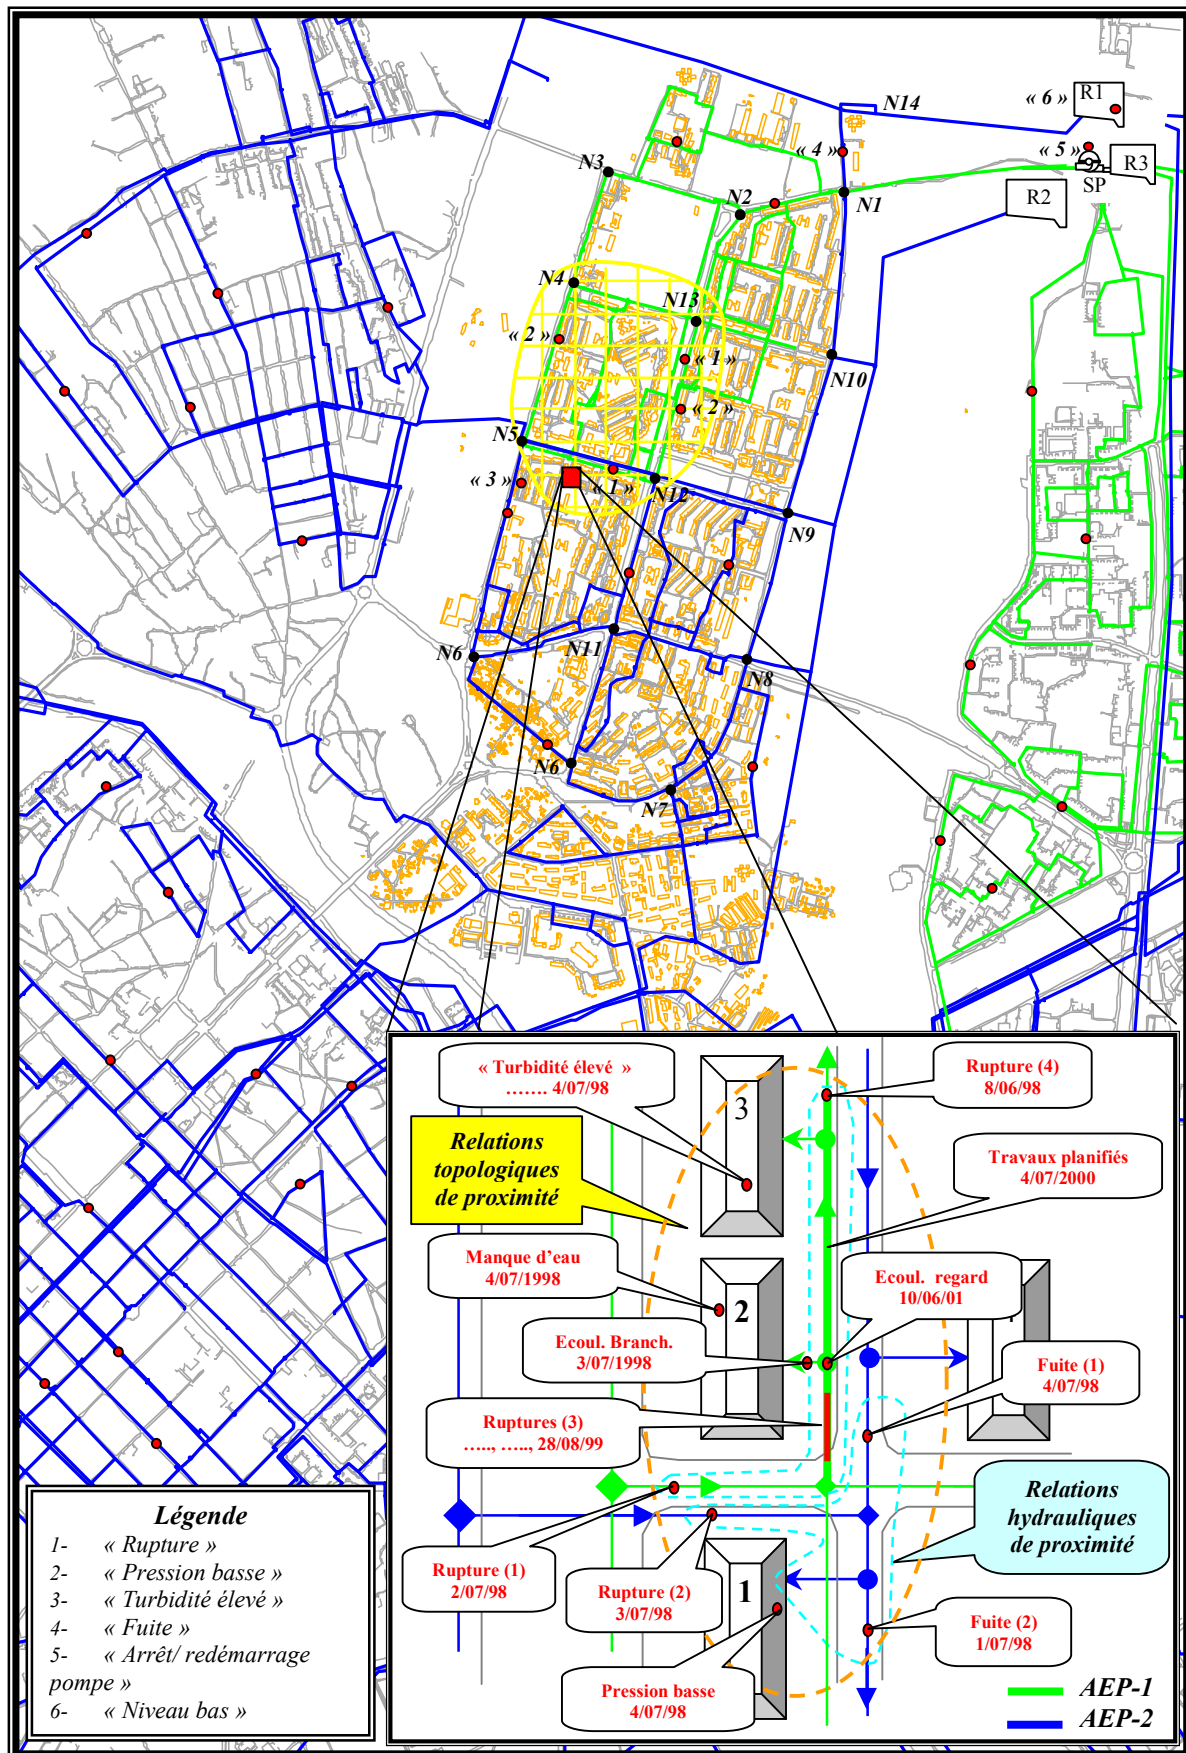 N14
« 6 »
R1
« 4 »
« 5 »
R3
SP
N3
N2
N1
R2
N4
N13
« 2 »
« 1 »
N10
« 2 »
N5
« 3 »
« 1 »
N12
N9
N11
N6
N8
N6
N7
« Turbidité élevé »
……. 4/07/98
3
Rupture (4)
8/06/98
Relations
topologiques
de proximité
Travaux planifiés
4/07/2000
Manque d’eau
4/07/1998
2
Ecoul. regard
10/06/01
Ecoul. Branch.
3/07/1998
Fuite (1)
4/07/98
Ruptures (3)
….., ….., 28/08/99
Relations
hydrauliques
de proximité
Rupture (1)
2/07/98
Rupture (2)
3/07/98
1
Fuite (2)
1/07/98
Pression basse
4/07/98
AEP-1
AEP-2
Légende
1- « Rupture »
2- « Pression basse »
3- « Turbidité élevé »
4- « Fuite »
5- « Arrêt/ redémarrage
pompe »
6- « Niveau bas »